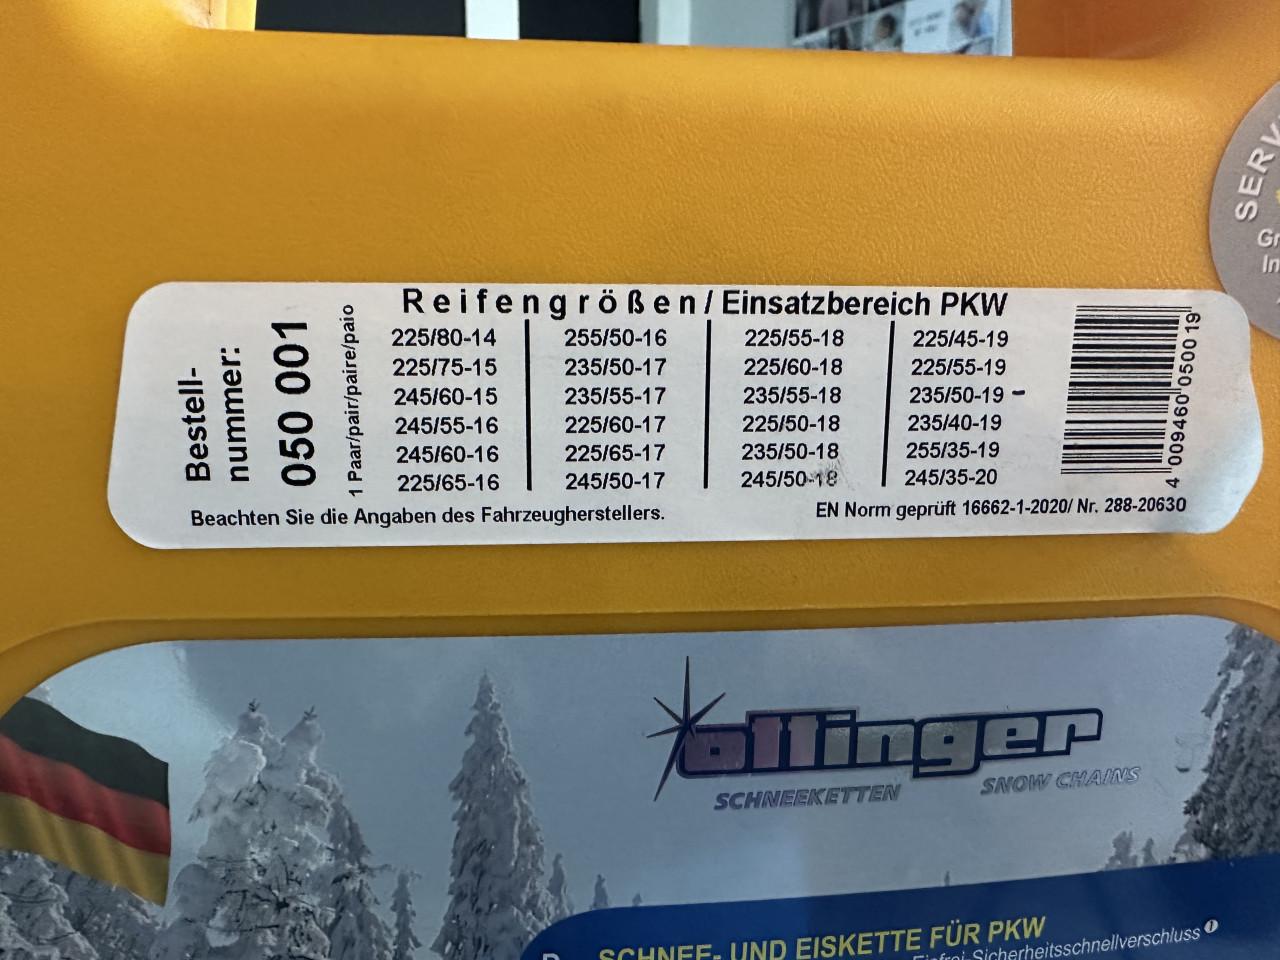 SERV
Gr
In
Bestell-
nummer:
050 001
1 Paar/pair/paire/paio
Reifengrößen/Einsatzbereich PKW
225/80-14 255/50-16 225/55-18 225/45-19
225/75-15 235/50-17 225/60-18 225/55-19
245/60-15 235/55-17 235/55-18 235/50-19 -
245/55-16 225/60-17 225/50-18 235/40-19
245/60-16 225/65-17 235/50-18 255/35-19
225/65-16 245/50-17 245/50-18 245/35-20
4 009460 050019
Beachten Sie die Angaben des Fahrzeugherstellers.
EN Norm geprüft 16662-1-2020/ Nr. 288-20630
ottinger
SCHNEEKETTEN
SNOW CHAINS
D SCHNEE- UND EISKETTE FÜR PKW
Einfrei-Sicherheitsschnellverschluss